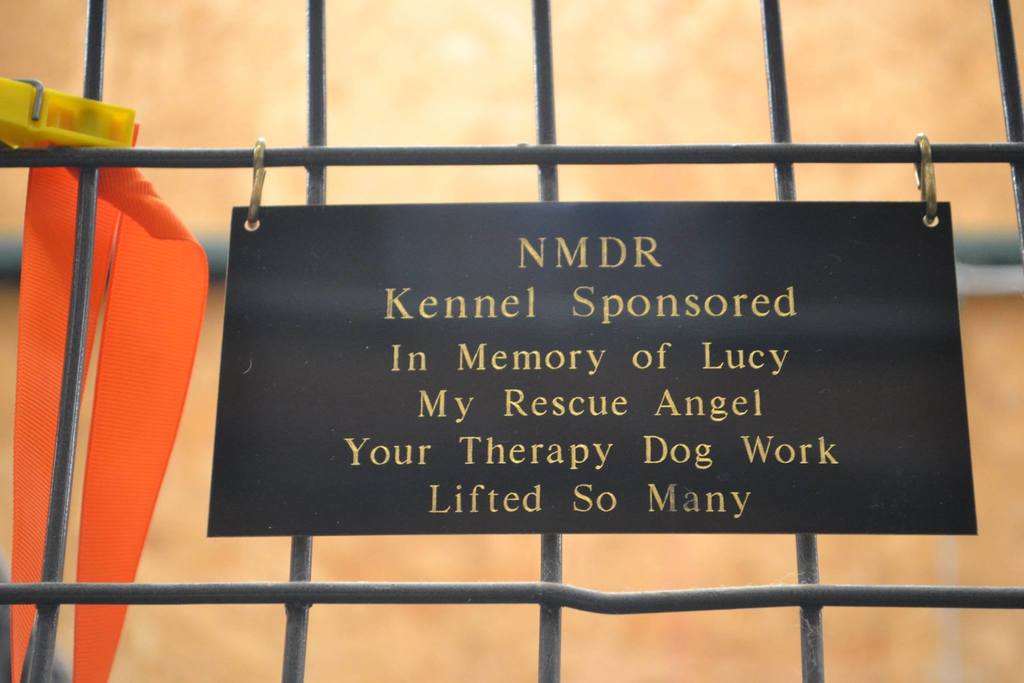 NMDR
Kennel Sponsored
In Memory of Lucy
My Rescue Angel
Your Therapy Dog Work
Lifted So Many